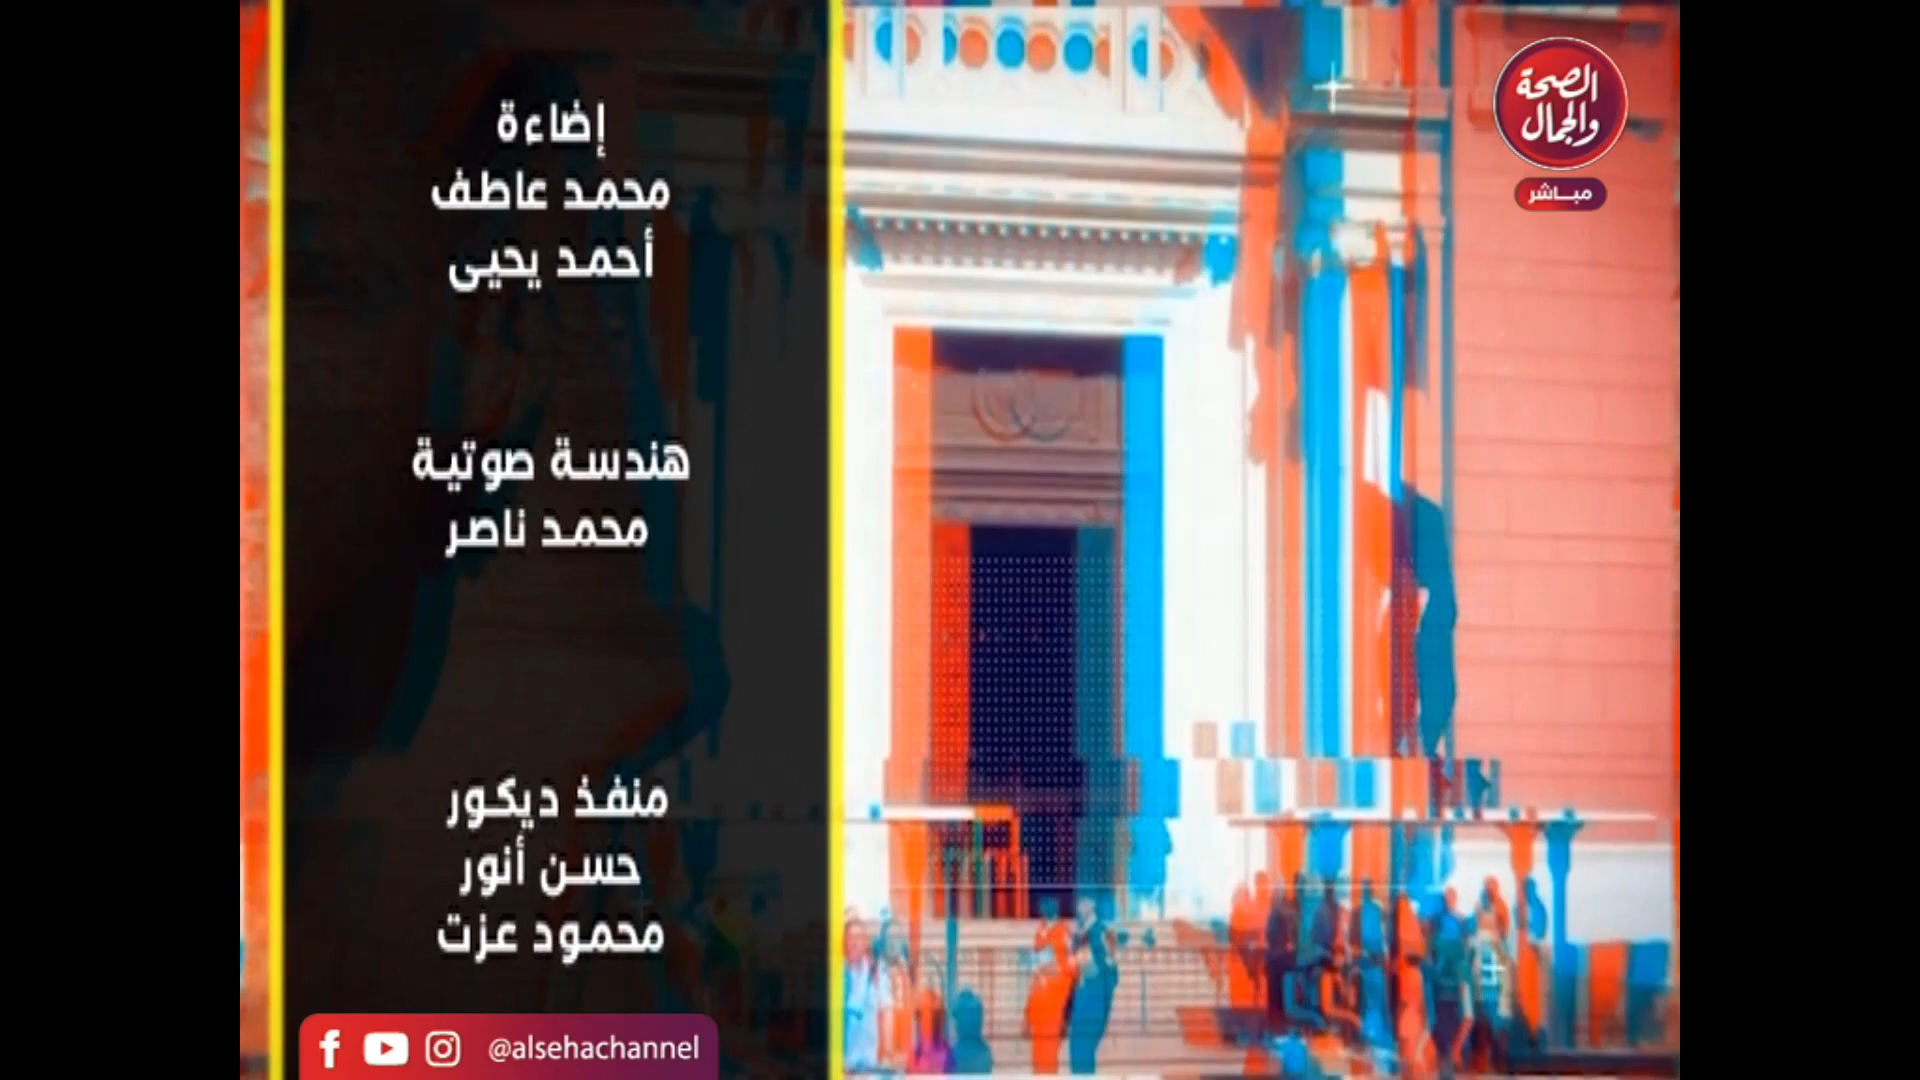 إضاءة
محمد عاطف
أحمد يحيى
هندسة صوتية
محمد ناصر
منفذ ديكور
حسن أنور
محمود عزت
الصحة
والجمال
مباشر
@alsehachannel